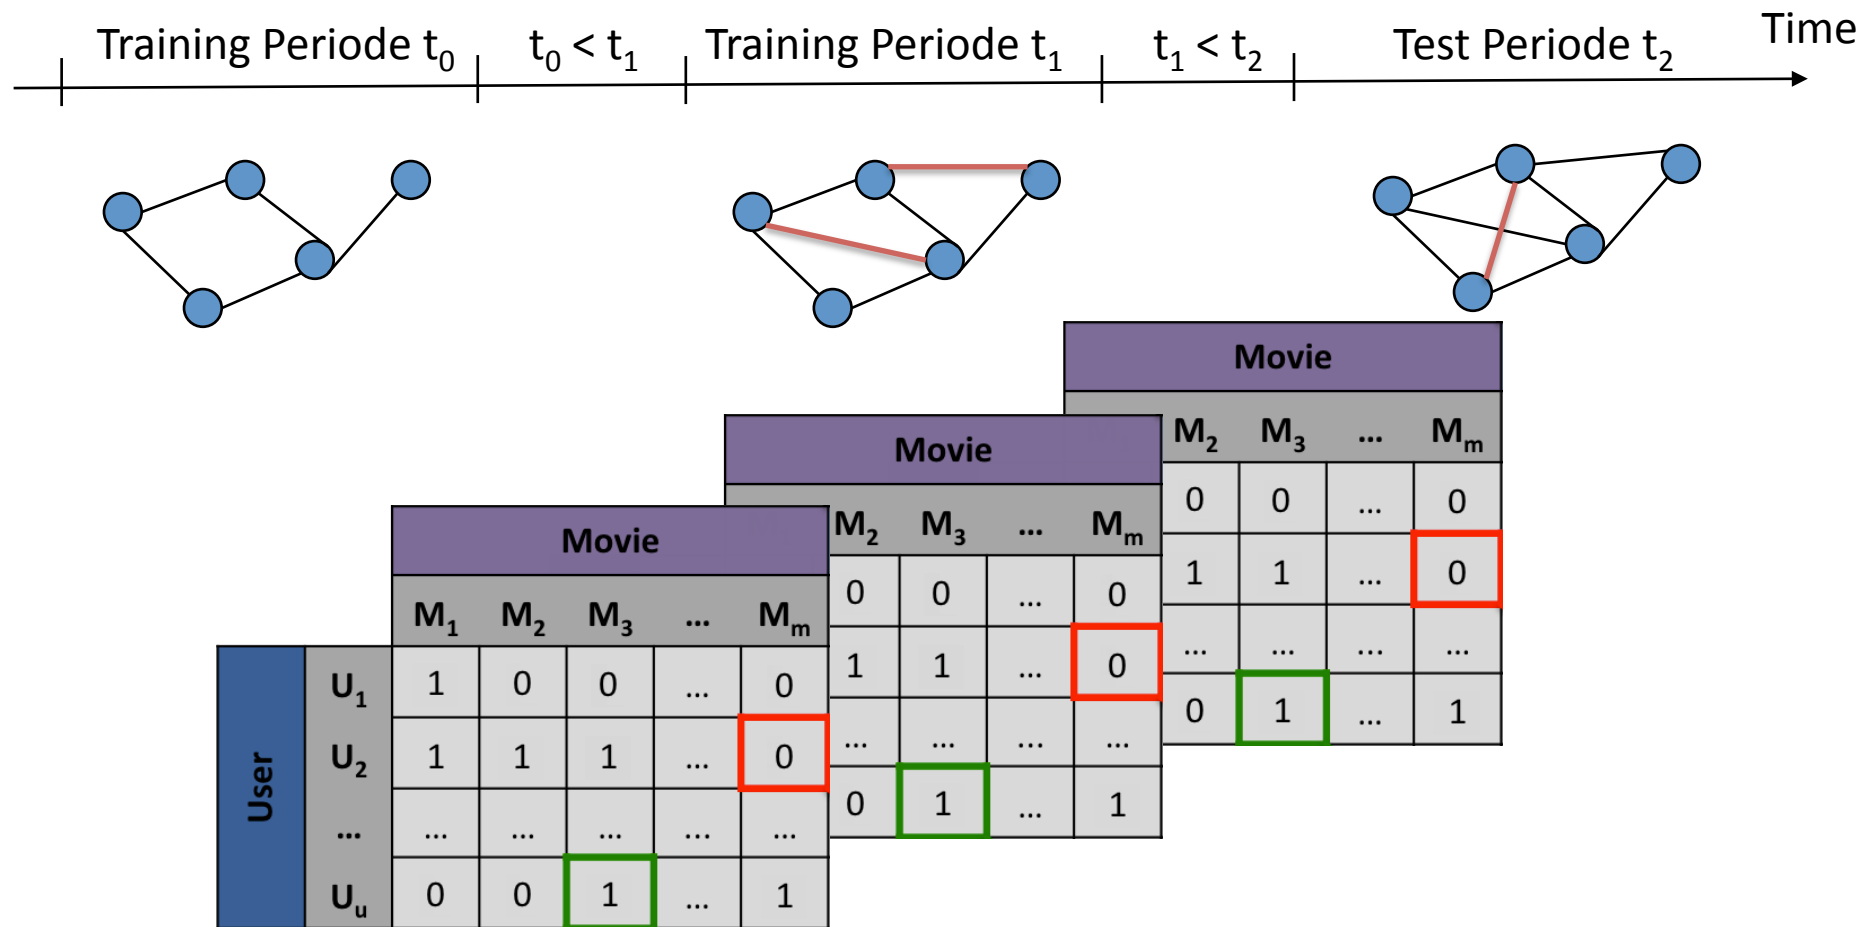 Time
Training Periode t0
t0 < t1
Training Periode t1
t1 < t2
Test Periode t2
Movie
M2 M3 ... Mm
0 0 ... 0
1 1 ... 0
... ... ... ...
0 1 ... 1
Movie
M2 M3 ... Mm
0 0 ... 0
1 1 ... 0
... ... ... ...
0 1 ... 1
Movie
M1 M2 M3 ... Mm
User
U1 1 0 0 ... 0
U2 1 1 1 ... 0
... ... ... ... ... ...
Uu 0 0 1 ... 1